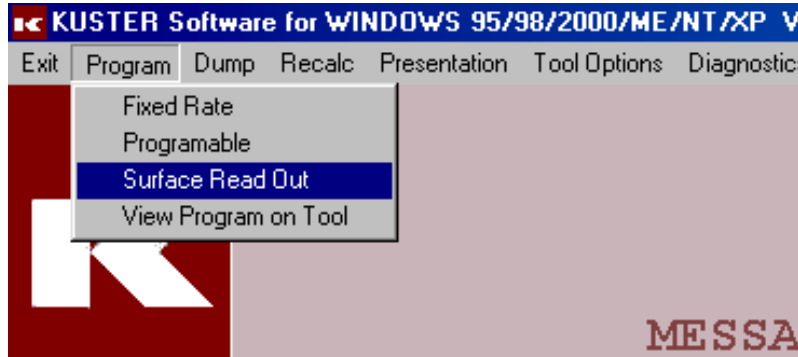 KUSTER Software for WINDOWS 95/98/2000/ME/NT/XP
Exit Program Dump Recalc Presentation Tool Options Diagnostic
Fixed Rate
Programable
Surface Read Out
View Program on Tool
MESSA